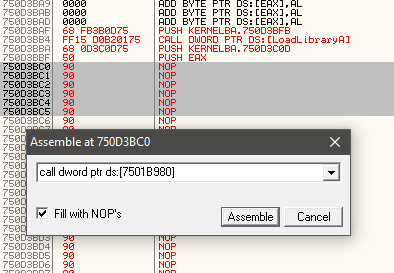 750D3BA9 0000 ADD BYTE PTR DS:[EAX],AL
750D3BAB 0000 ADD BYTE PTR DS:[EAX],AL
750D3BAD 0000 ADD BYTE PTR DS:[EAX],AL
750D3BAF 68 FB3B0D75 PUSH KERNELBA.750D3BFB
750D3BB4 FF15 D0B20175 CALL DWORD PTR DS:[LoadLibraryA]
750D3BBA 68 0D3C0D75 PUSH KERNELBA.750D3C0D
750D3BBF 50 PUSH EAX
750D3BC0 90 NOP
750D3BC1 90 NOP
750D3BC2 90 NOP
750D3BC3 90 NOP
750D3BC4 90 NOP
750D3BC5 90 NOP
Assemble at 750D3BC0
call dword ptr ds:[7501B980]
Fill with NOP's
Assemble
Cancel
750D3BD3 90 NOP
750D3BD4 90 NOP
750D3BD5 90 NOP
750D3BD6 90 NOP